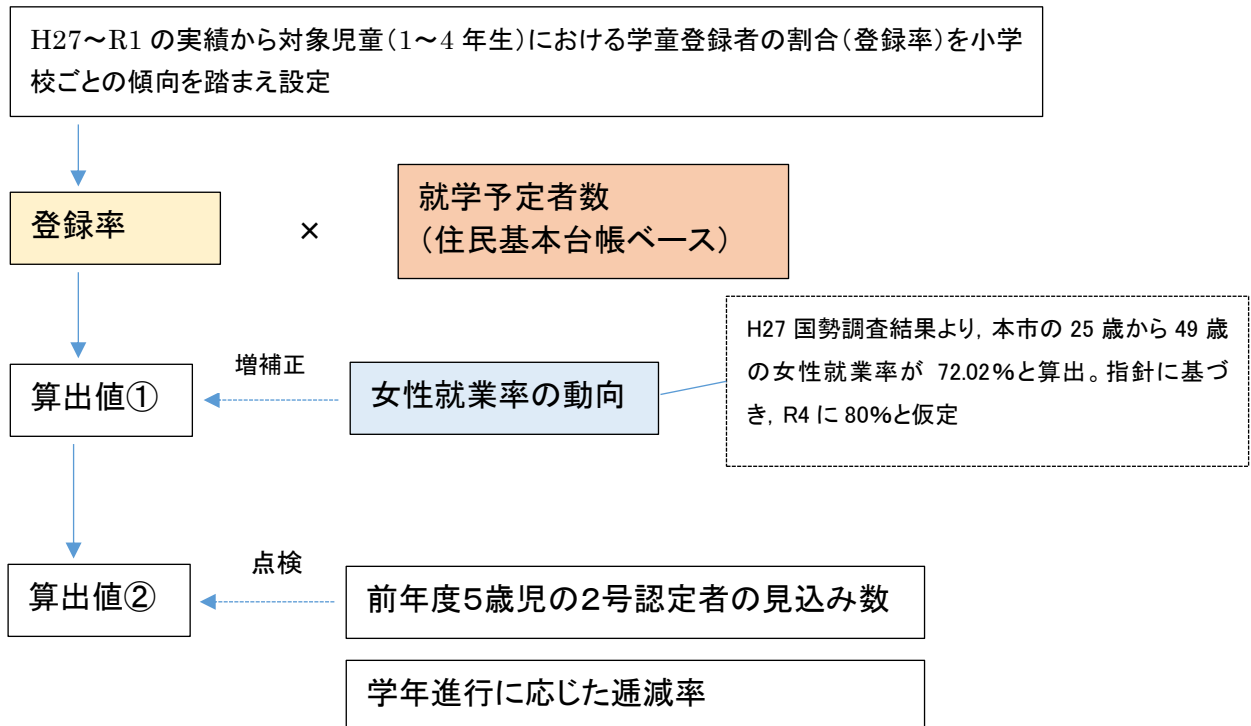 H27～R1 の実績から対象児童(1～4 年生)における学童登録者の割合(登録率)を小学
校ごとの傾向を踏まえ設定
登録率
×
就学予定者数
(住民基本台帳ベース)
H27 国勢調査結果より, 本市の 25 歳から 49 歳
の女性就業率が 72.02%と算出。指針に基づ
き, R4 に 80%と仮定
増補正
算出値①
女性就業率の動向
点検
算出値②
前年度5歳児の2号認定者の見込み数
学年進行に応じた逓減率